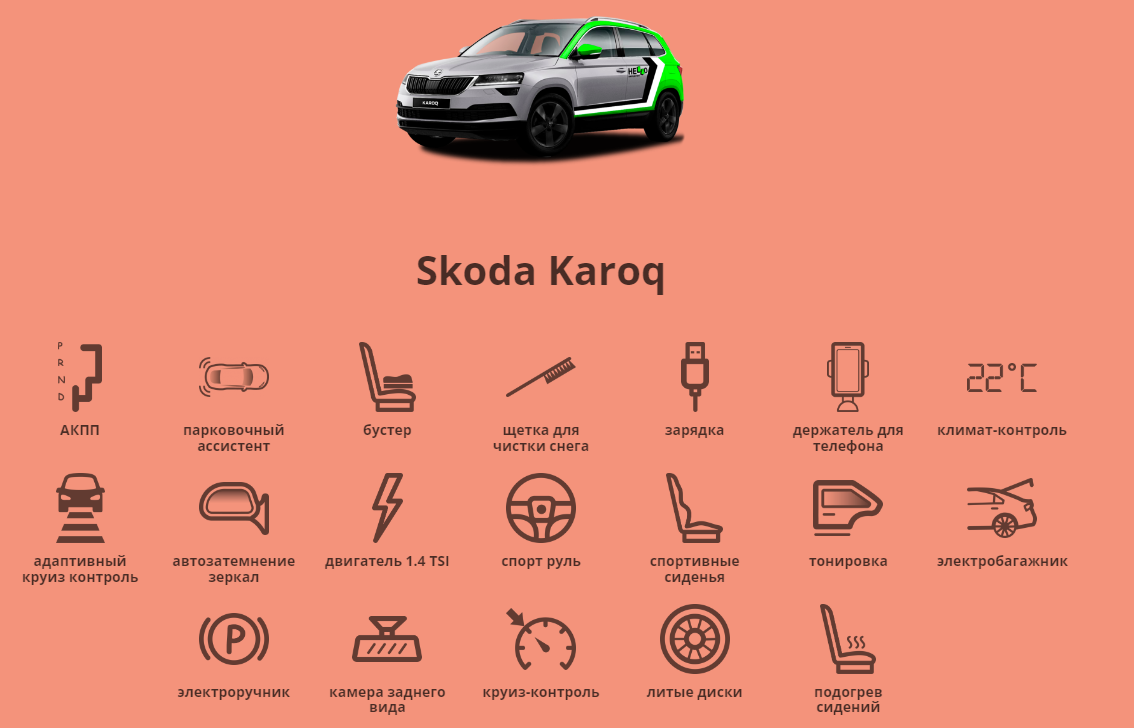 HELLO
KAROQ
Skoda Karoq
P
R
N
D
22°C
АКПП
парковочный
ассистент
бустер
щетка для
чистки снега
зарядка
держатель для
телефона
климат-контроль
адаптивный
круиз контроль
автозатемнение
зеркал
двигатель 1.4 TSI
спорт руль
спортивные
сиденья
тонировка
электробагажник
P
электроручник
камера заднего
вида
круиз-контроль
литые диски
подогрев
сидений